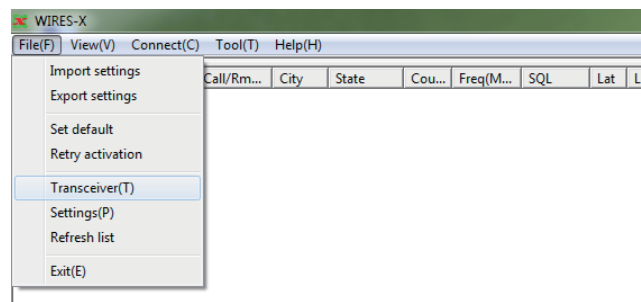 WIRES-X
File(F) View(V) Connect(C) Tool(T) Help(H)
Call/Rm... City State Cou... Freq(M... SQL Lat L
Import settings
Export settings
Set default
Retry activation
Transceiver(T)
Settings(P)
Refresh list
Exit(E)